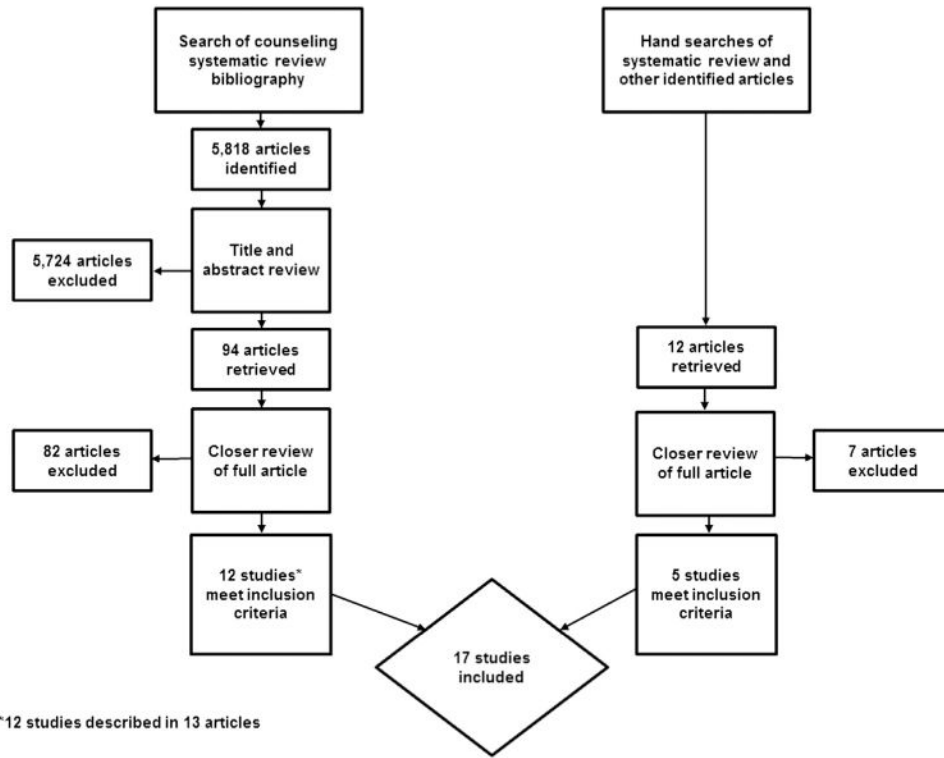 Search of counseling
systematic review
bibliography
Hand searches of
systematic review and
other identified articles
5,818 articles
identified
Title and
abstract review
5,724 articles
excluded
94 articles
retrieved
12 articles
retrieved
Closer review
of full article
82 articles
excluded
Closer review
of full article
7 articles
excluded
12 studies*
meet inclusion
criteria
5 studies
meet inclusion
criteria
17 studies
included
*12 studies described in 13 articles